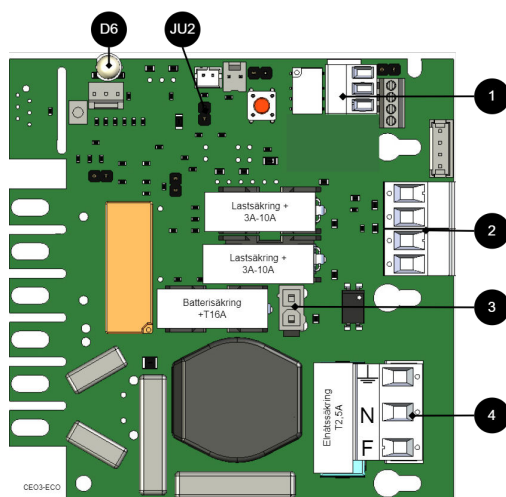 D6
JU2
1
Lastsäkring +
3A-10A
2
Lastsäkring +
3A-10A
Batterisäkring
+T16A
3
Elnätssäkring
T2,5A
N
F
4
CEO3-ECO